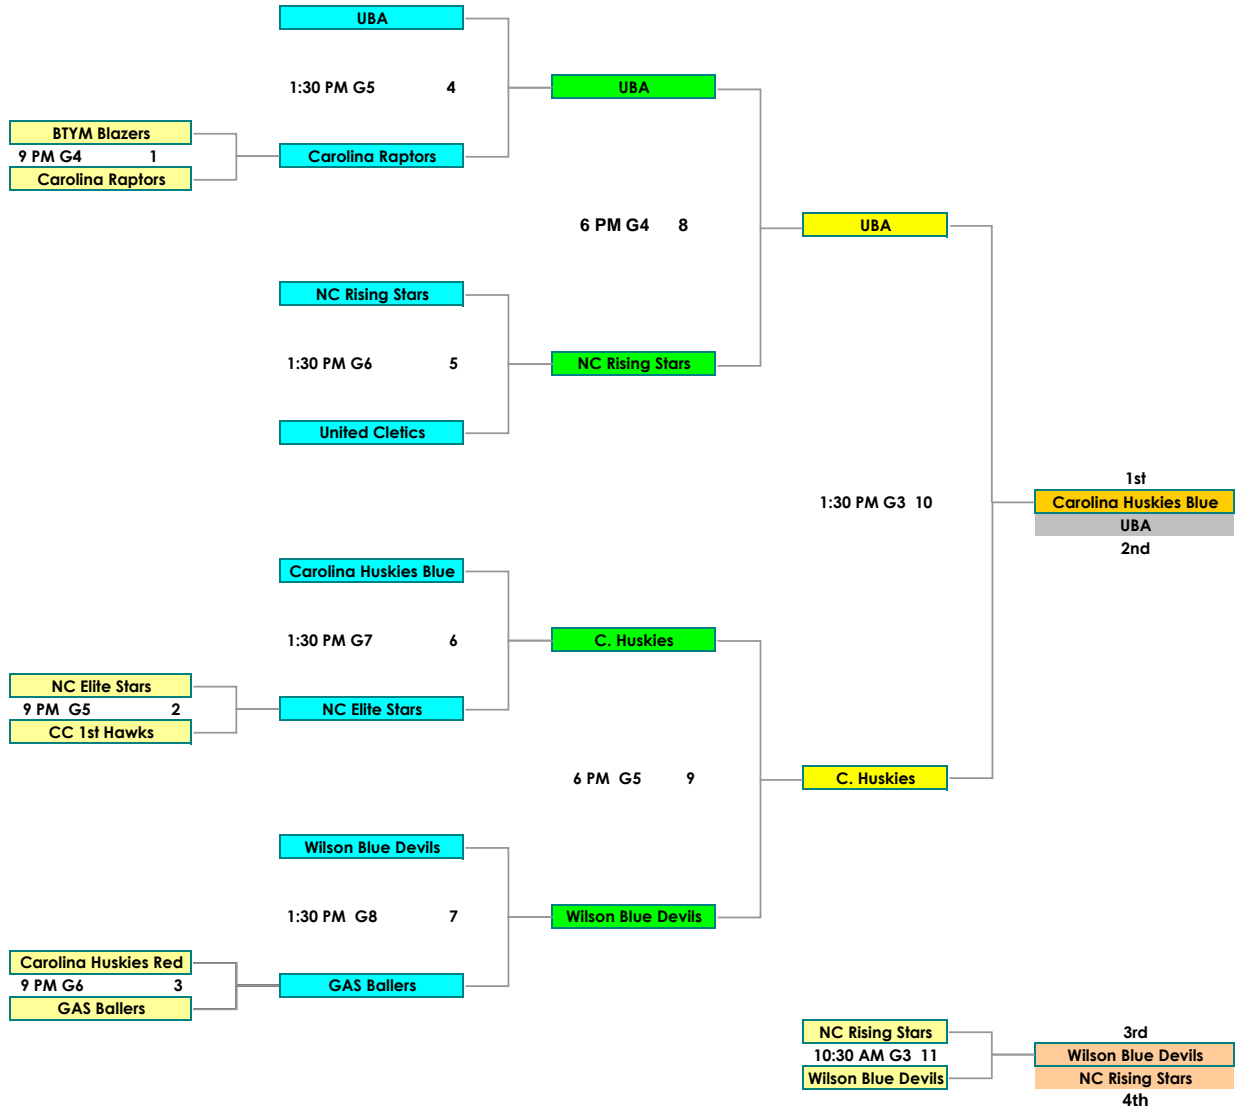 UBA
1:30 PM G5 4
UBA
BTYM Blazers
9 PM G4 1
Carolina Raptors
Carolina Raptors
6 PM G4 8
UBA
NC Rising Stars
1:30 PM G6 5
NC Rising Stars
United Cletics
1st
1:30 PM G3 10
Carolina Huskies Blue
UBA
2nd
Carolina Huskies Blue
1:30 PM G7 6
C. Huskies
NC Elite Stars
9 PM G5 2
NC Elite Stars
CC 1st Hawks
6 PM G5 9
C. Huskies
Wilson Blue Devils
1:30 PM G8 7
Wilson Blue Devils
Carolina Huskies Red
9 PM G6 3
GAS Ballers
GAS Ballers
NC Rising Stars
3rd
10:30 AM G3 11
Wilson Blue Devils
Wilson Blue Devils
NC Rising Stars
4th